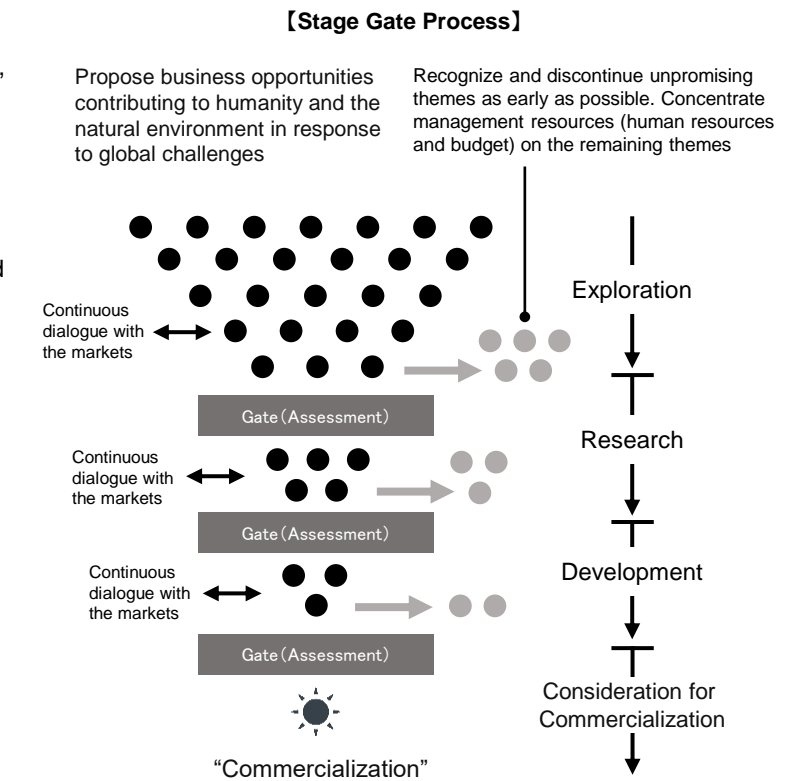 【Stage Gate Process】
Propose business opportunities
contributing to humanity and the
natural environment in response
to global challenges
Recognize and discontinue unpromising
themes as early as possible. Concentrate
management resources (human resources
and budget) on the remaining themes
Continuous
dialogue with
the markets
Exploration
Gate(Assessment)
Continuous
dialogue with
the markets
Research
Gate(Assessment)
Continuous
dialogue with
the markets
Development
Gate(Assessment)
Consideration for
Commercialization
“Commercialization”